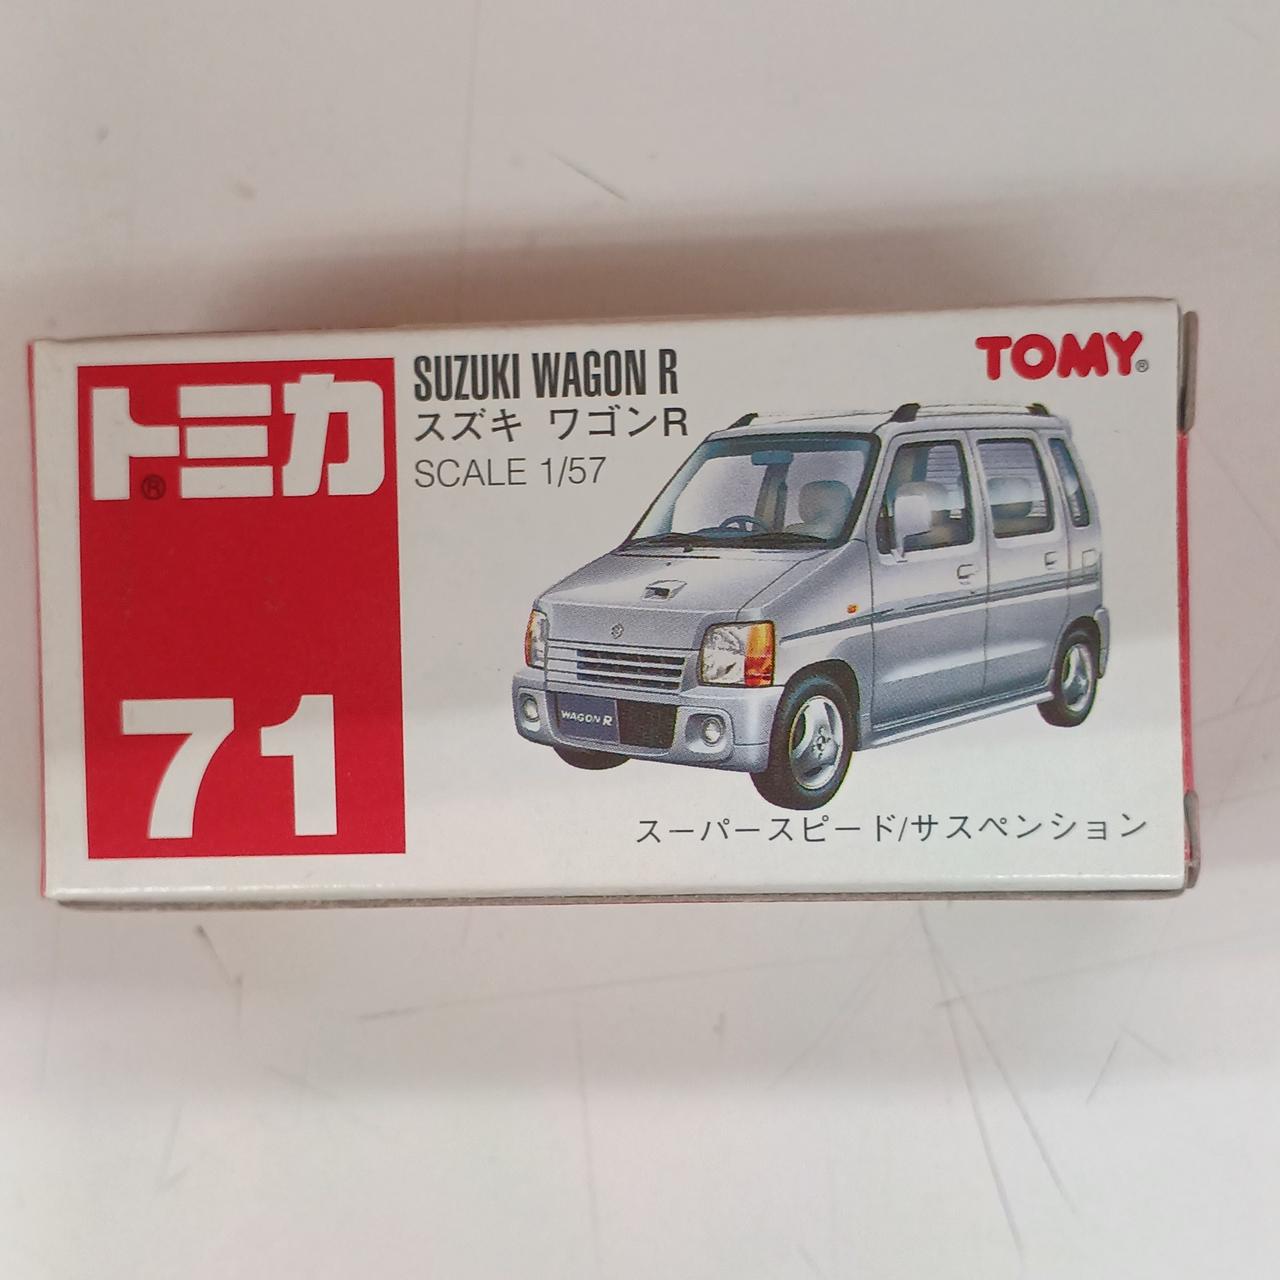 トミカ
®
71
SUZUKI WAGON R
スズキ ワゴンR
SCALE 1/57
TOMY®
WAGON R
スーパースピード/サスペンション